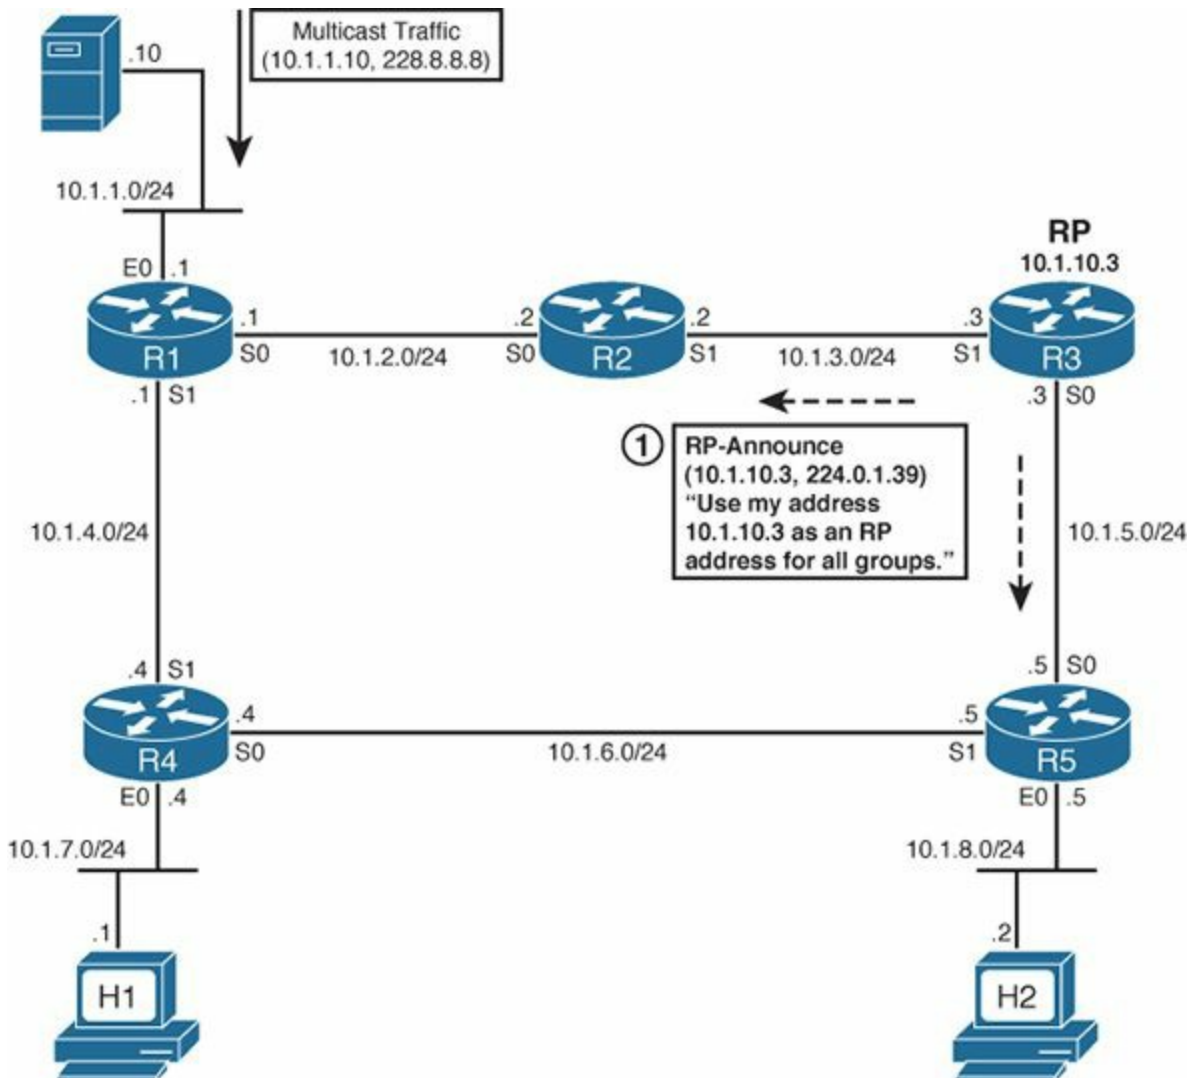 Multicast Traffic
(10.1.1.10, 228.8.8.8)
.10
10.1.1.0/24
RP
10.1.10.3
E0 .1
R1
.1
S0
10.1.2.0/24
.2
S0
R2
.2
S1
10.1.3.0/24
.3
S1
R3
.1 S1
.3 S0
1
RP-Announce
(10.1.10.3, 224.0.1.39)
“Use my address
10.1.10.3 as an RP
address for all groups.”
10.1.4.0/24
10.1.5.0/24
.4 S1
.5 S0
R4
.4
S0
10.1.6.0/24
.5
S1
R5
E0 .4
E0 .5
10.1.7.0/24
10.1.8.0/24
.1
.2
H1
H2